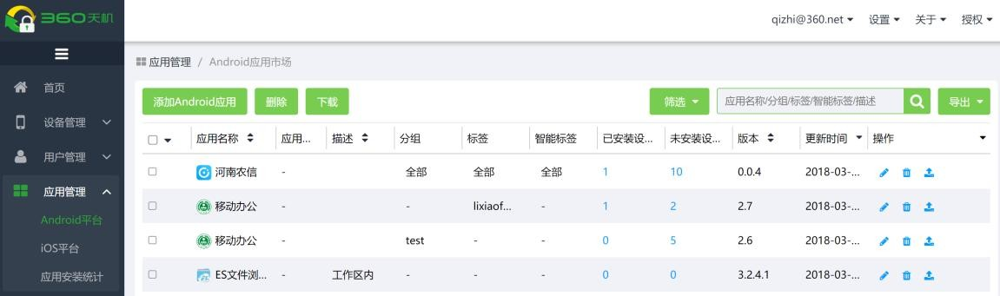 360天机
qizhi@360.net 设置 关于 授权
应用管理 / Android应用市场
首页
设备管理
用户管理
应用管理
Android平台
iOS平台
应用安装统计
添加Android应用 删除 下载 筛选 应用名称/分组/标签/智能标签/描述 导出
应用名称 应用... 描述 分组 标签 智能标签 已安装设... 未安装设... 版本 更新时间 操作
河南农信 - 全部 全部 全部 1 10 0.0.4 2018-03-...
移动办公 - - lixiaof... - 1 2 2.7 2018-03-...
移动办公 - test - - 0 5 2.6 2018-03-...
ES文件浏... - 工作区内 - - - 0 0 3.2.4.1 2018-03-...